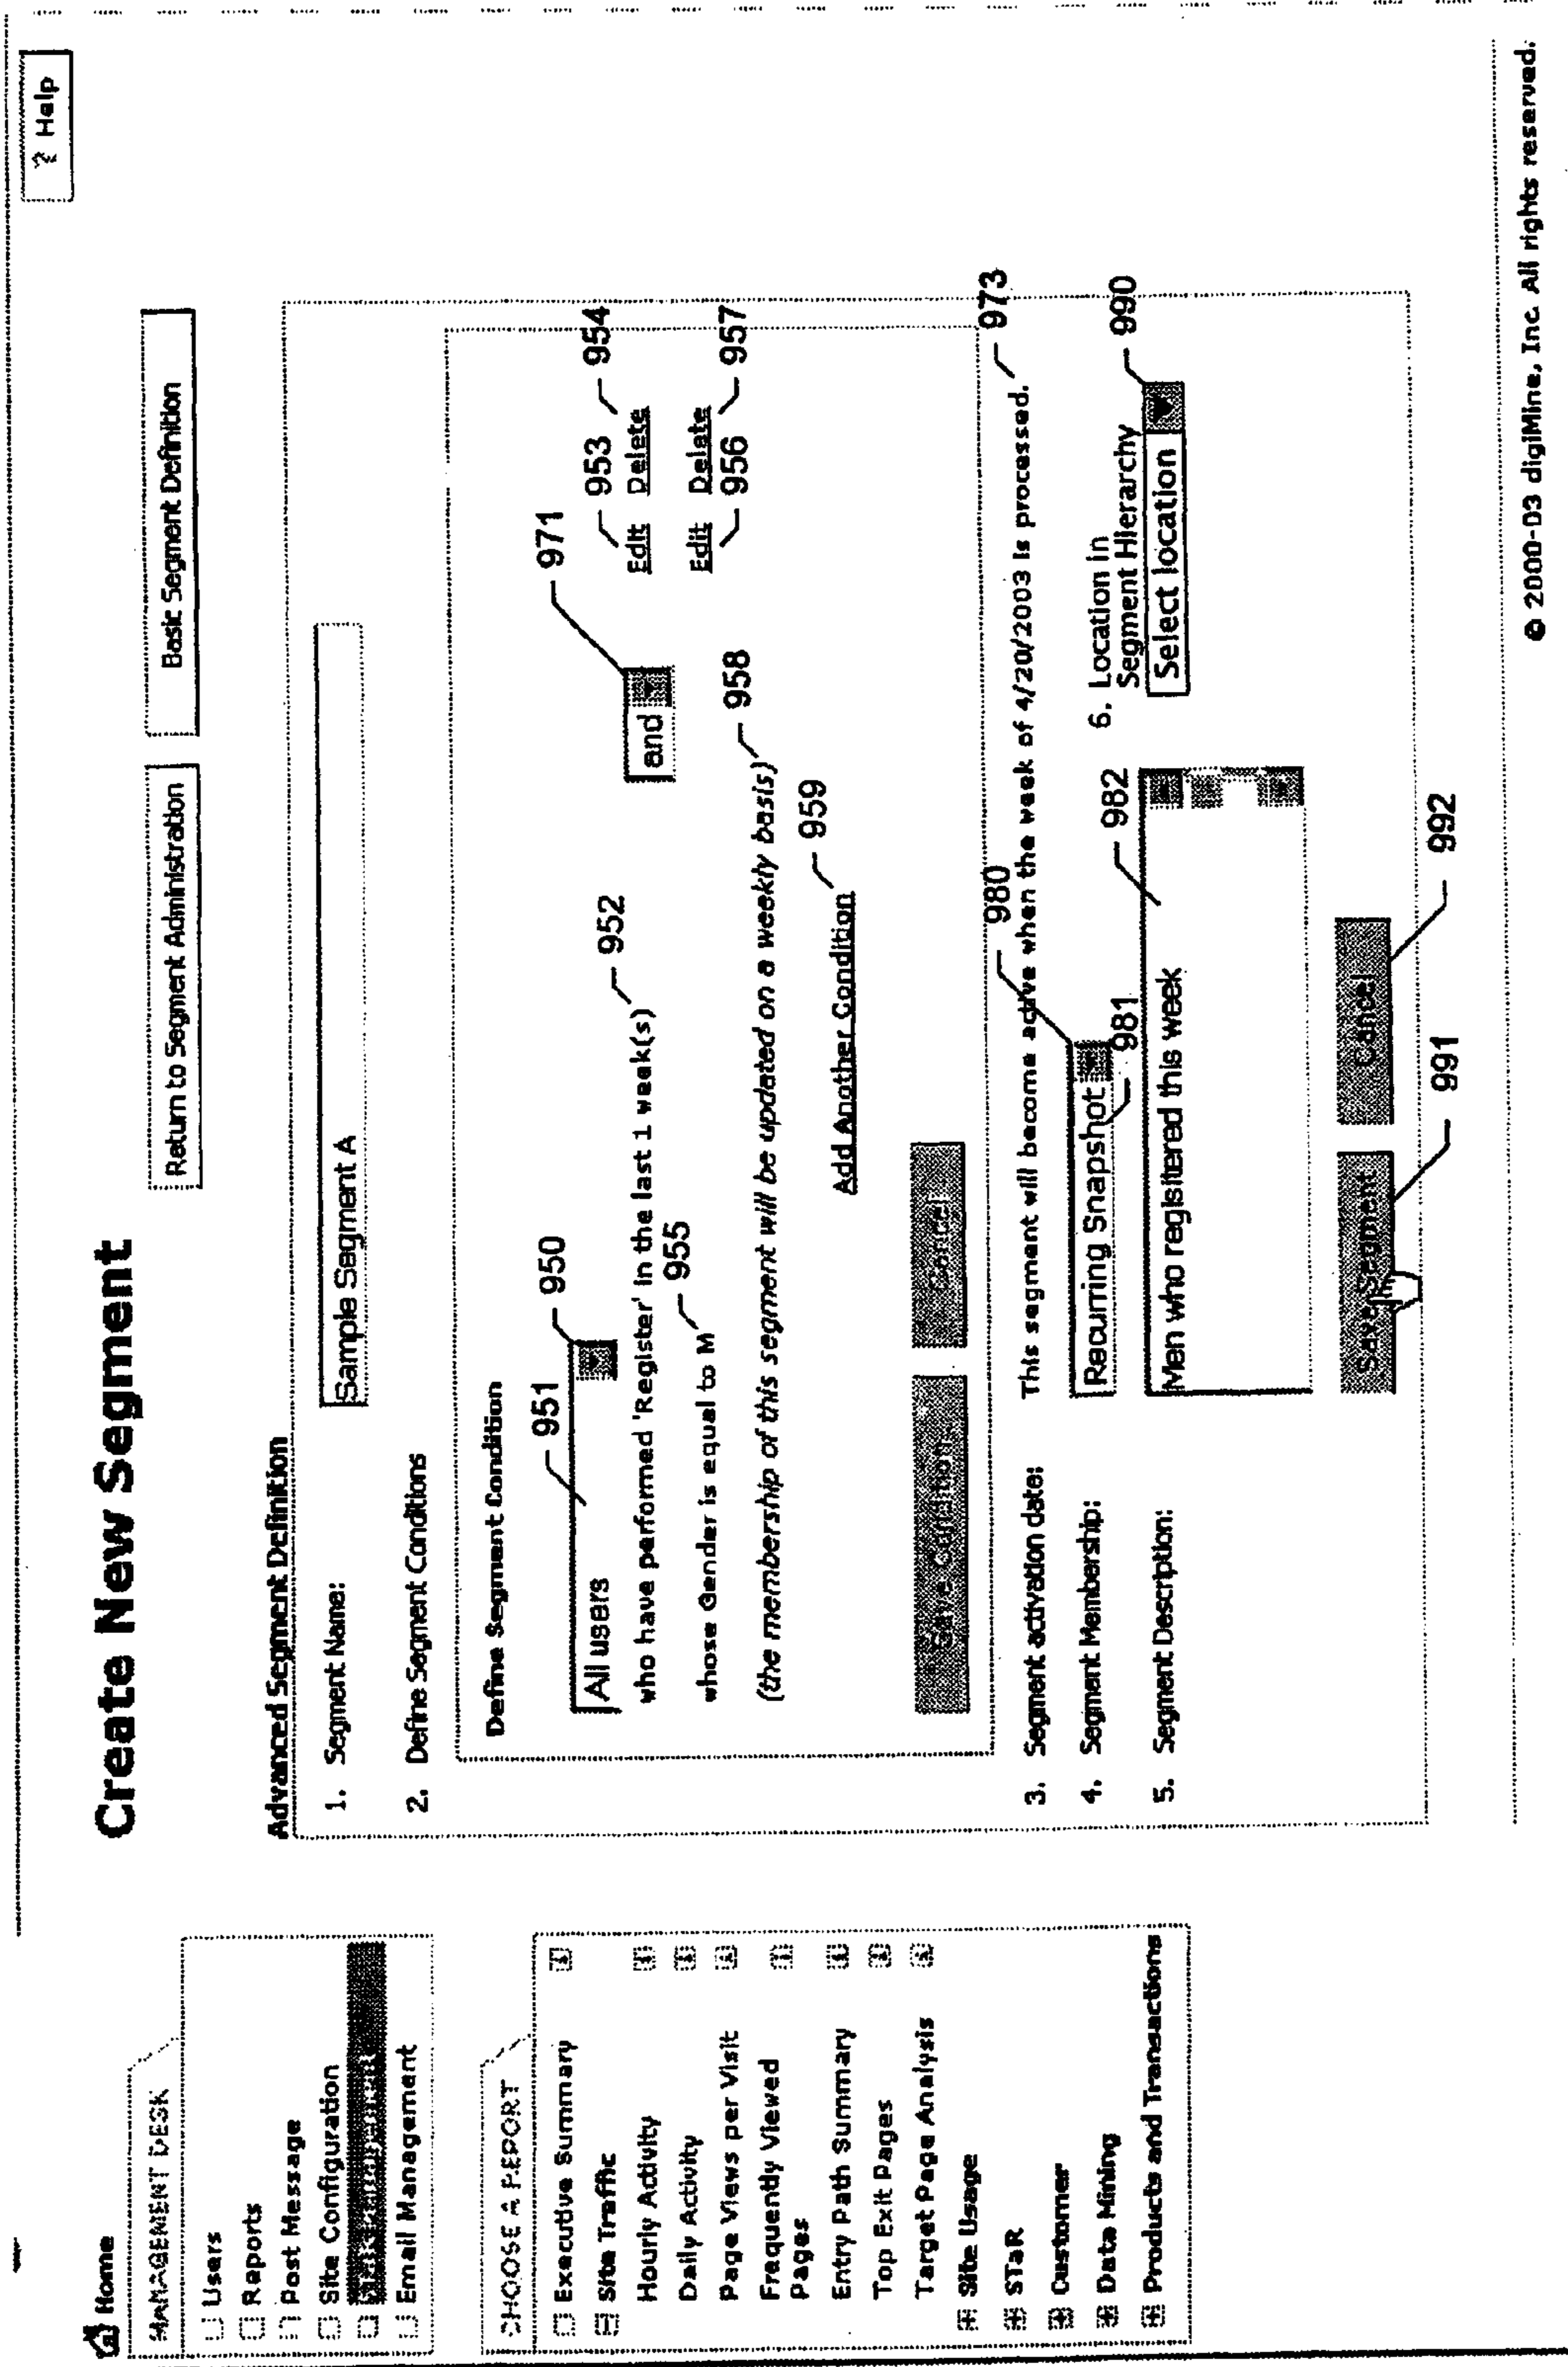 Home
MANAGEMENT DESK
Users
Reports
Post Message
Site Configuration
Email Management
CHOOSE A REPORT
Executive Summary
Site Traffic
Hourly Activity
Daily Activity
Page Views per Visit
Frequently Viewed
Pages
Entry Path Summary
Top Exit Pages
Target Page Analysis
Site Usage
STaR
Customer
Data Mining
Products and Transactions
? Help
Create New Segment
Return to Segment Administration
Basic Segment Definition
Advanced Segment Definition
1. Segment Name:
Sample Segment A
2. Define Segment Conditions
Define Segment Condition
951
950
971
All users
952
953
954
who have performed 'Register' in the last 1 week(s)
and
Edit Delete
955
whose Gender is equal to M
Edit Delete
956
957
958
(the membership of this segment will be updated on a weekly basis)
959
Add Another Condition
Save Condition
Cancel
980
973
3. Segment activation date:
This segment will become active when the week of 4/20/2003 is processed.
4. Segment Membership:
Recurring Snapshot
981
982
6. Location in
Segment Hierarchy
990
Select location
5. Segment Description:
Men who regisitered this week
Save Segment
Cancel
991
992
© 2000-03 digiMine, Inc. All rights reserved.